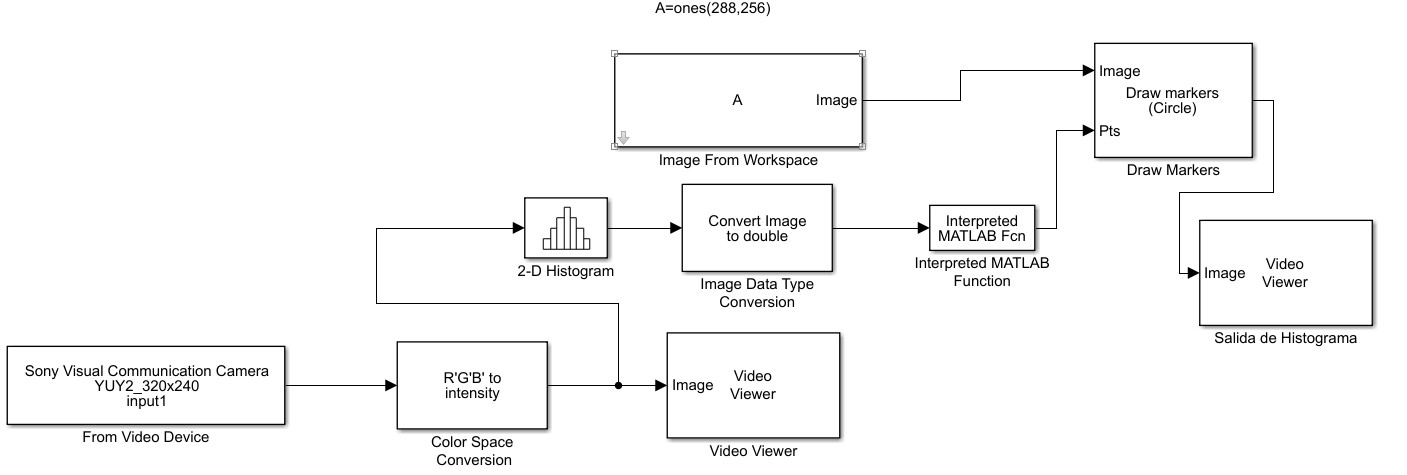 A=ones(288,256)
A
Image
Image From Workspace
Image
Draw markers
(Circle)
Pts
Draw Markers
2-D Histogram
Convert Image
to double
Image Data Type
Conversion
Interpreted
MATLAB Fcn
Interpreted MATLAB
Function
Image
Video
Viewer
Salida de Histograma
Sony Visual Communication Camera
YUY2_320x240
input1
From Video Device
R'G'B' to
intensity
Color Space
Conversion
Image
Video
Viewer
Video Viewer